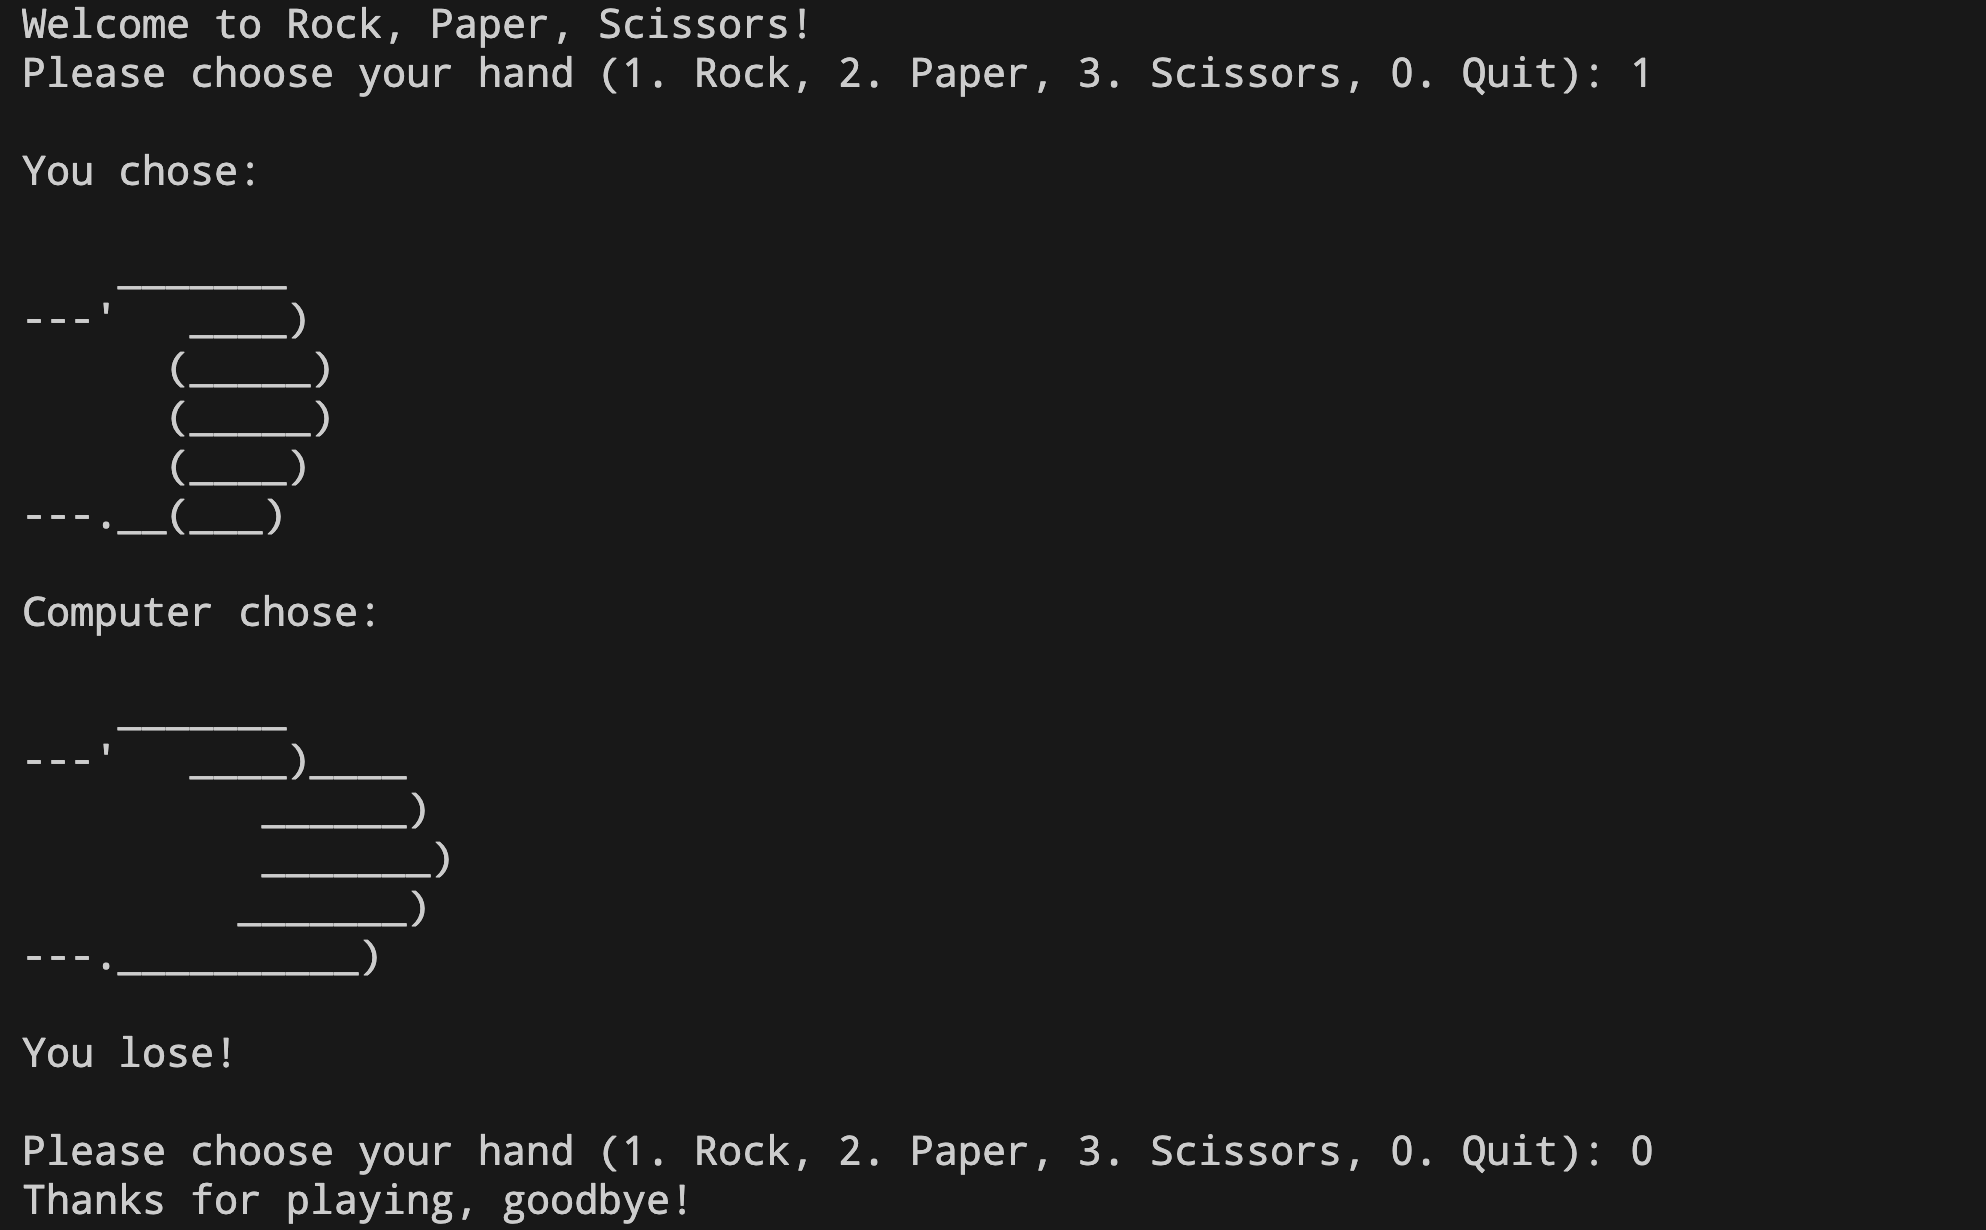 Welcome to Rock, Paper, Scissors!
Please choose your hand (1. Rock, 2. Paper, 3. Scissors, 0. Quit): 1

You chose:

    _______
---'   ____)
      (_____)
      (_____)
      (____)
---.__(___)

Computer chose:

    _______
---'   ____)____
          ______)
          _______)
         _______)
---.__________)

You lose!

Please choose your hand (1. Rock, 2. Paper, 3. Scissors, 0. Quit): 0
Thanks for playing, goodbye!